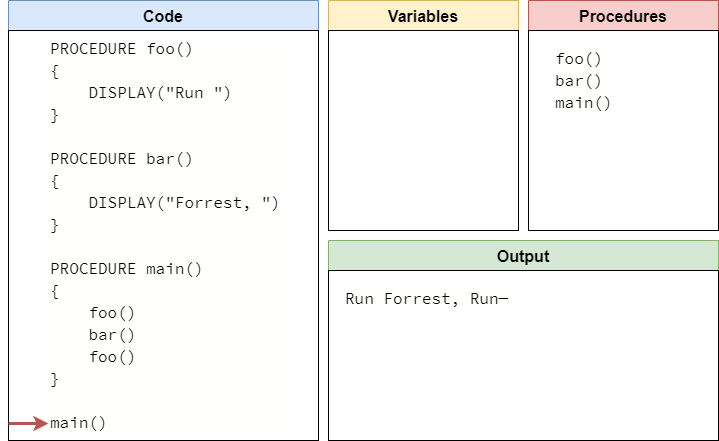 Code
PROCEDURE foo()
{
    DISPLAY("Run ")
}
PROCEDURE bar()
{
    DISPLAY("Forrest, ")
}
PROCEDURE main()
{
    foo()
    bar()
    foo()
}
main()
Variables
Procedures
foo()
bar()
main()
Output
Run Forrest, Run—